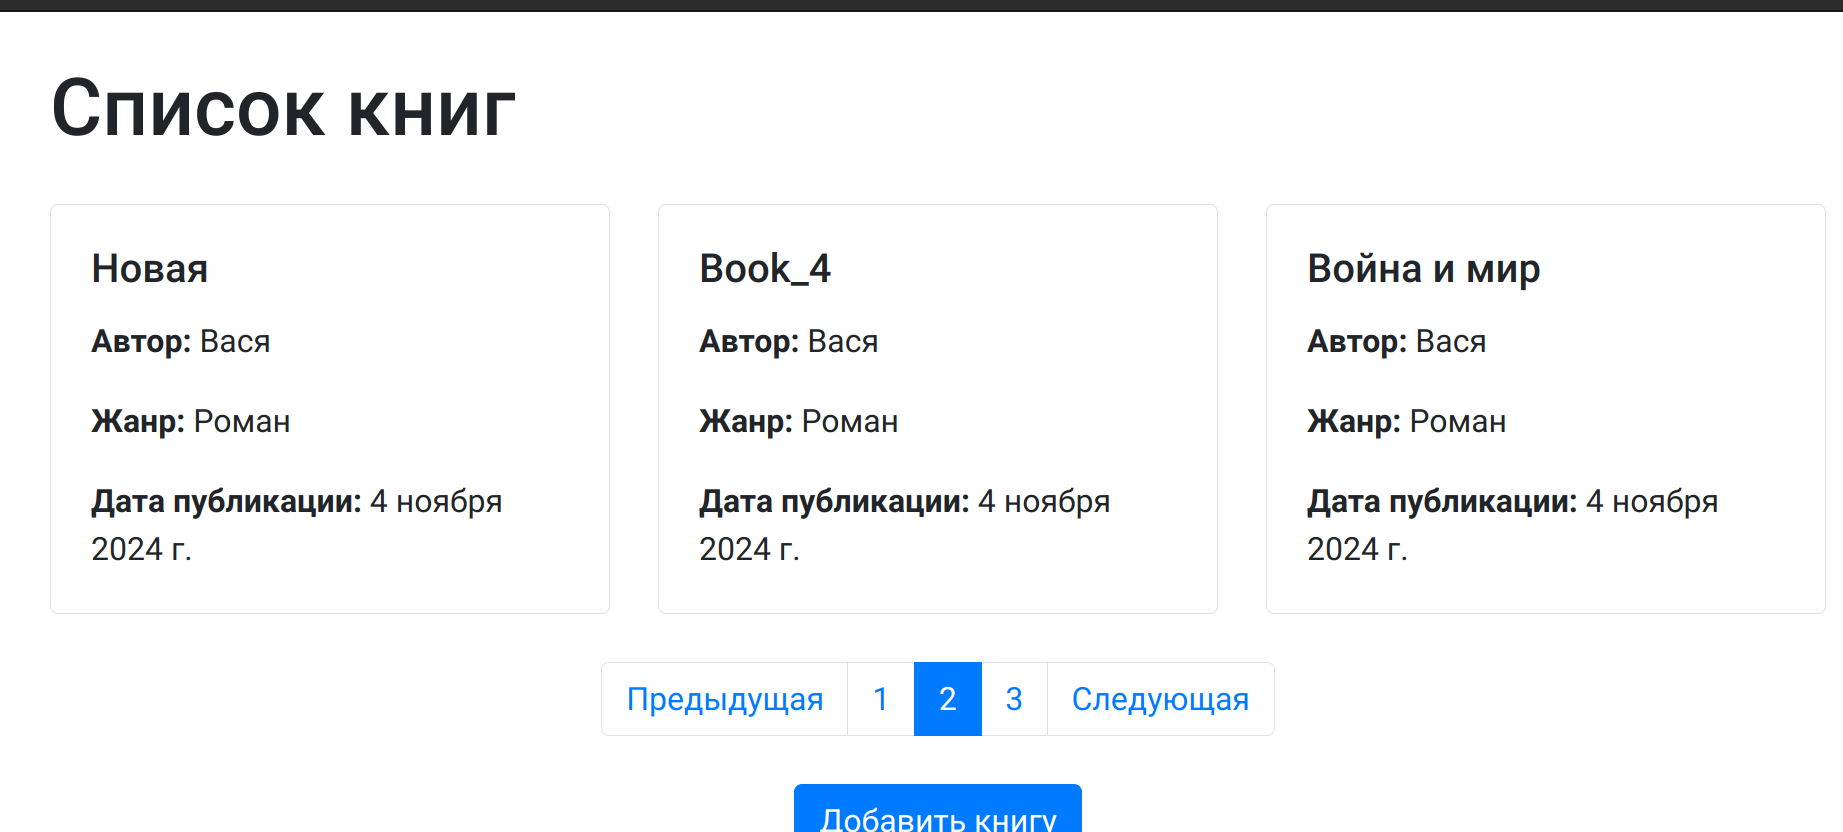 Список книг
Новая
Автор: Вася
Жанр: Роман
Дата публикации: 4 ноября
2024 г.
Book_4
Автор: Вася
Жанр: Роман
Дата публикации: 4 ноября
2024 г.
Война и мир
Автор: Вася
Жанр: Роман
Дата публикации: 4 ноября
2024 г.
Предыдущая 1 2 3 Следующая
Добавить книгу